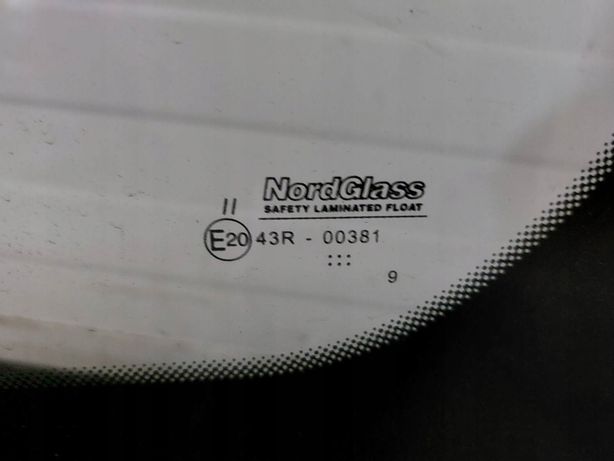 NordGlass
SAFETY LAMINATED FLOAT
II
E20 43R - 00381
:::
9